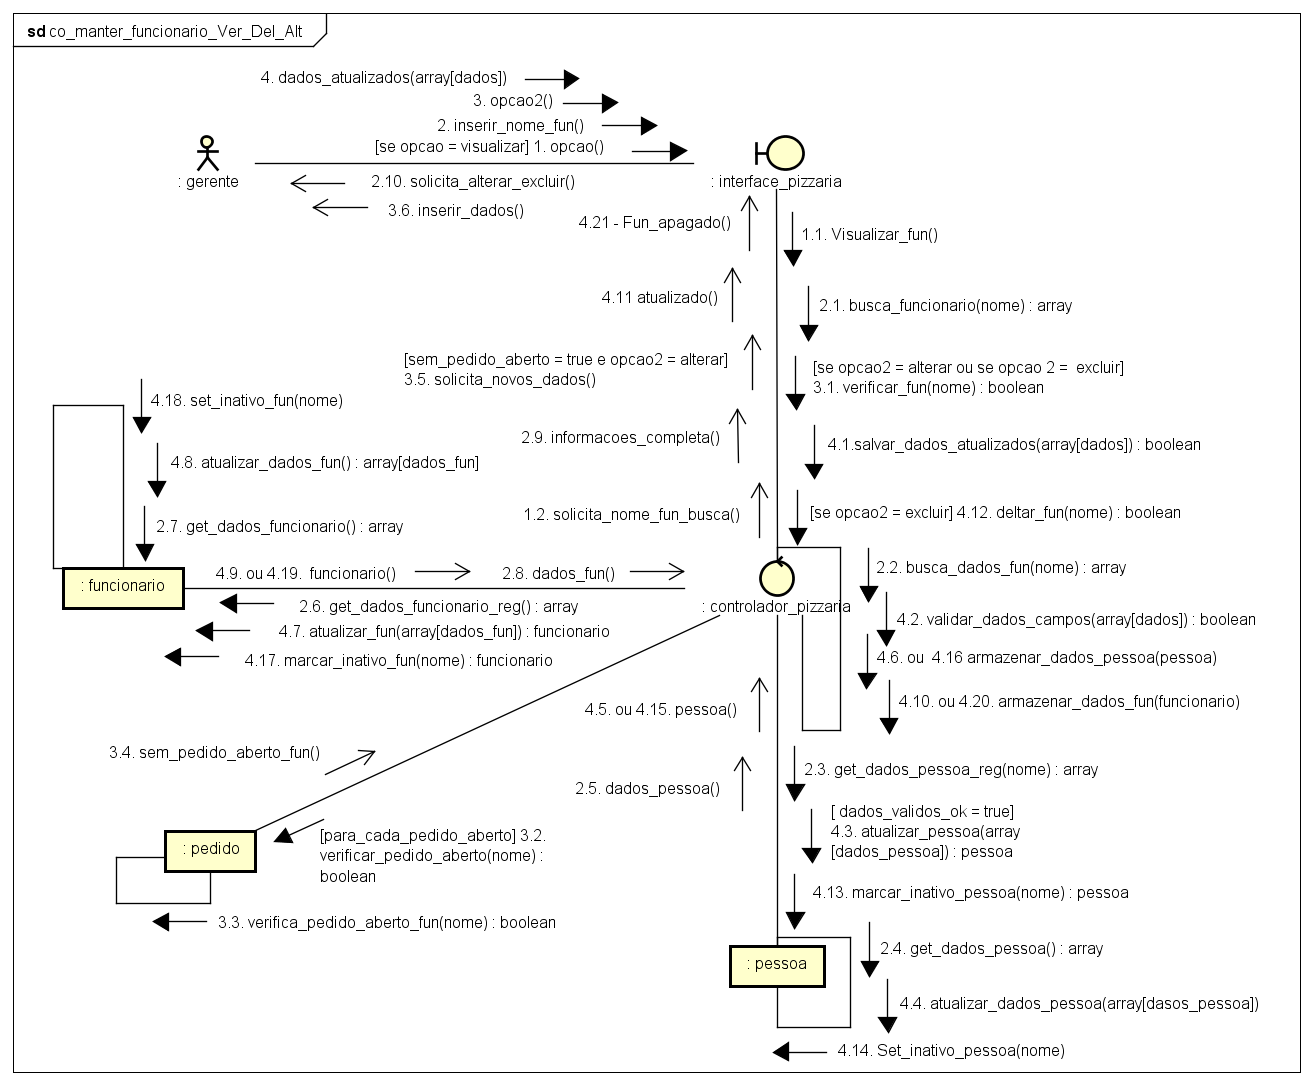 sd co_manter_funcionario_Ver_Del_Alt
4. dados_atualizados(array[dados])
3. opcao2()
2. inserir_nome_fun()
[se opcao = visualizar] 1. opcao()
: gerente
2.10. solicita_alterar_excluir()
: interface_pizzaria
3.6. inserir_dados()
4.21 - Fun_apagado()
1.1. Visualizar_fun()
4.11 atualizado()
2.1. busca_funcionario(nome) : array
[sem_pedido_aberto = true e opcao2 = alterar]
3.5. solicita_novos_dados()
[se opcao2 = alterar ou se opcao 2 =  excluir]
3.1. verificar_fun(nome) : boolean
4.18. set_inativo_fun(nome)
2.9. informacoes_completa()
4.1.salvar_dados_atualizados(array[dados]) : boolean
4.8. atualizar_dados_fun() : array[dados_fun]
1.2. solicita_nome_fun_busca()
[se opcao2 = excluir] 4.12. deltar_fun(nome) : boolean
2.7. get_dados_funcionario() : array
: funcionario
4.9. ou 4.19.  funcionario()
2.8. dados_fun()
2.2. busca_dados_fun(nome) : array
2.6. get_dados_funcionario_reg() : array
: controlador_pizzaria
4.2. validar_dados_campos(array[dados]) : boolean
4.7. atualizar_fun(array[dados_fun]) : funcionario
4.17. marcar_inativo_fun(nome) : funcionario
4.6. ou  4.16 armazenar_dados_pessoa(pessoa)
4.10. ou 4.20. armazenar_dados_fun(funcionario)
4.5. ou 4.15. pessoa()
3.4. sem_pedido_aberto_fun()
2.3. get_dados_pessoa_reg(nome) : array
2.5. dados_pessoa()
[ dados_validos_ok = true]
4.3. atualizar_pessoa(array
[dados_pessoa]) : pessoa
: pedido
[para_cada_pedido_aberto] 3.2.
verificar_pedido_aberto(nome) :
boolean
4.13. marcar_inativo_pessoa(nome) : pessoa
3.3. verifica_pedido_aberto_fun(nome) : boolean
2.4. get_dados_pessoa() : array
: pessoa
4.4. atualizar_dados_pessoa(array[dasos_pessoa])
4.14. Set_inativo_pessoa(nome)